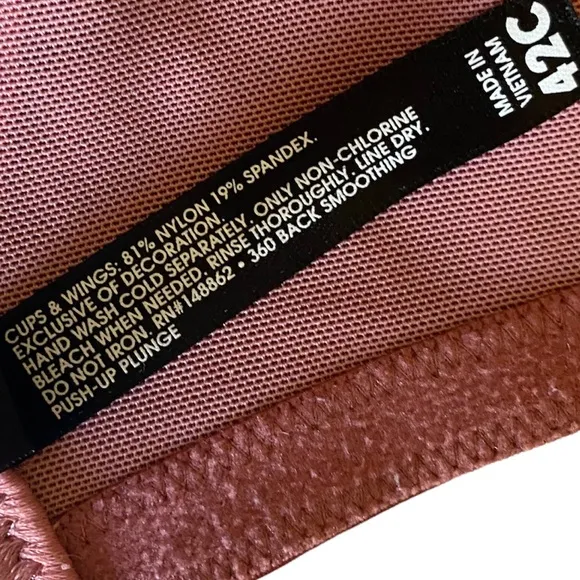 CUPS & WINGS: 81% NYLON 19% SPANDEX.
EXCLUSIVE OF DECORATION.
HAND WASH COLD SEPARATELY. ONLY NON-CHLORINE
BLEACH WHEN NEEDED. RINSE THOROUGHLY. LINE DRY.
DO NOT IRON. RN#148862 • 360 BACK SMOOTHING
PUSH-UP PLUNGE
MADE IN
VIETNAM
42C